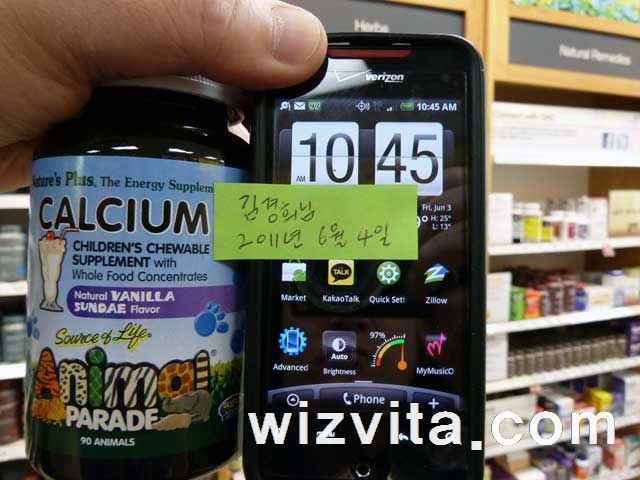 Herbs
Natural Remedies
verizon
10:45 AM
10 45
AM
Fri, Jun 3
H: 25°
L: 13°
Nature's Plus, The Energy Supplem
CALCIUM
CHILDREN'S CHEWABLE
SUPPLEMENT with
Whole Food Concentrates
Natural VANILLA
SUNDAE Flavor
Source of Life
Animal
PARADE
90 ANIMALS
김경희님
2011년 6월 4일
Market KakaoTalk Quick Sett Zillow
TALK
97%
Auto
Advanced Brightness MyMusicO
Phone
wizvita.com